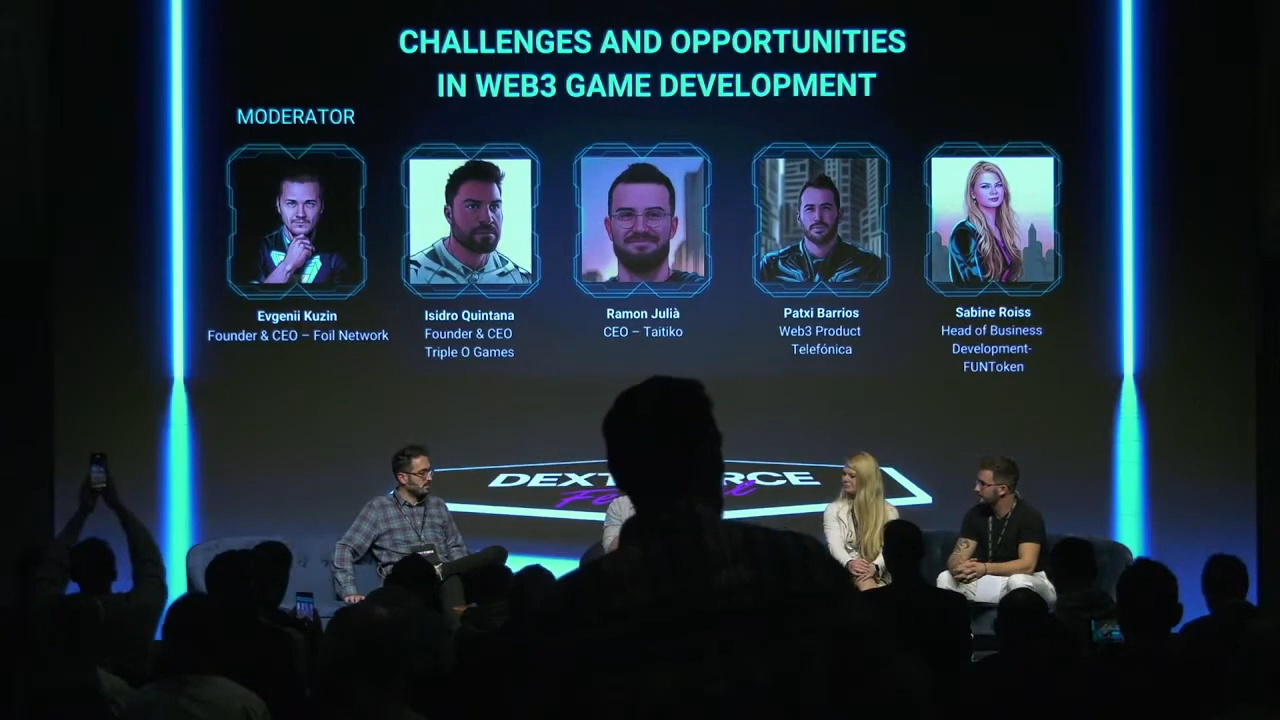 CHALLENGES AND OPPORTUNITIES
IN WEB3 GAME DEVELOPMENT
MODERATOR
Evgenii Kuzin
Founder & CEO – Foil Network
Isidro Quintana
Founder & CEO
Triple O Games
Ramon Julià
CEO – Taitiko
Patxi Barrios
Web3 Product
Telefónica
Sabine Roiss
Head of Business
Development-
FUNToken